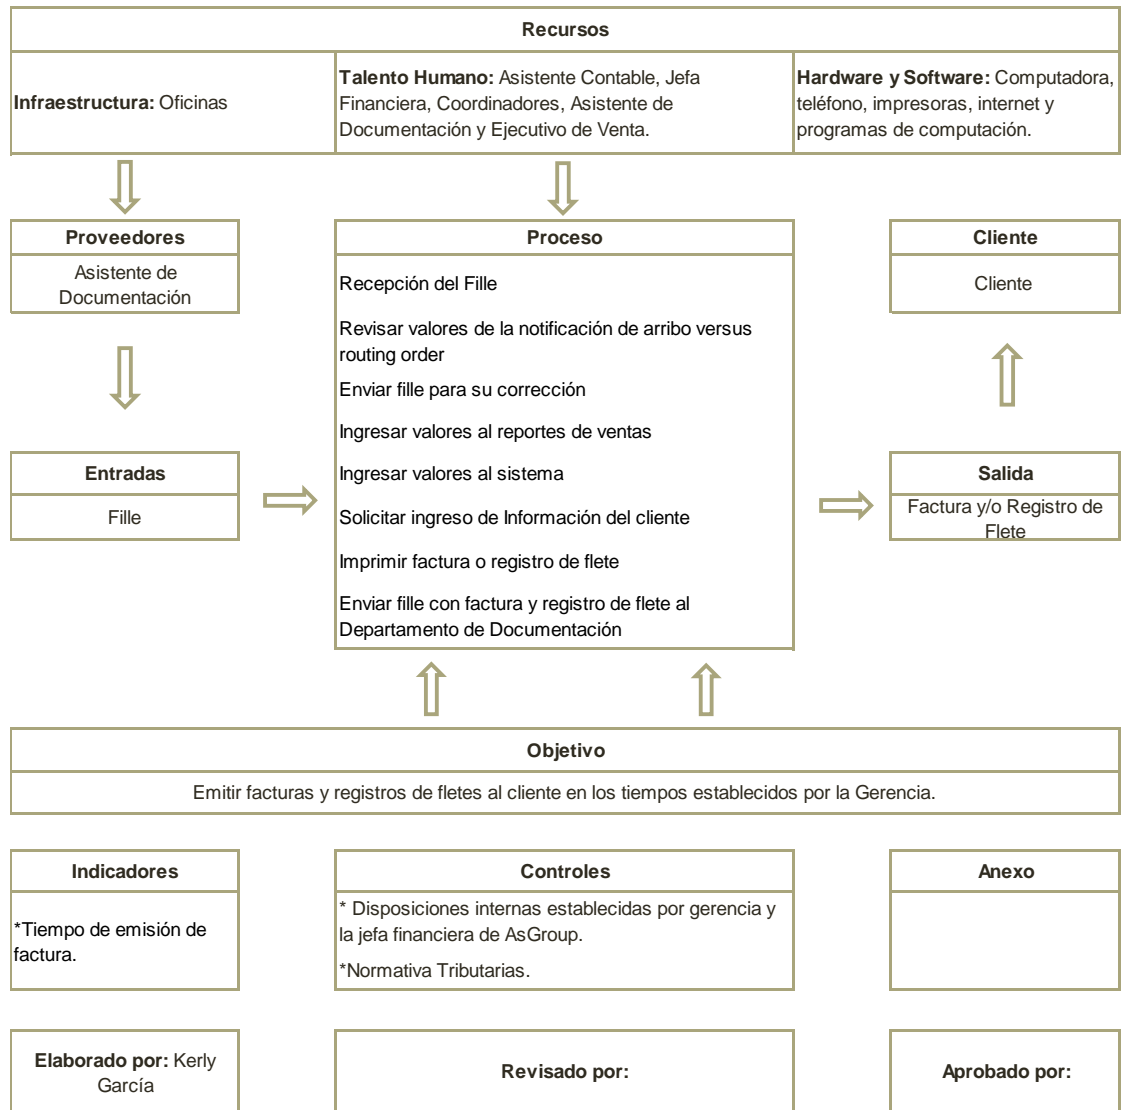 Recursos
Infraestructura: Oficinas
Talento Humano: Asistente Contable, Jefa
Financiera, Coordinadores, Asistente de
Documentación y Ejecutivo de Venta.
Hardware y Software: Computadora,
teléfono, impresoras, internet y
programas de computación.
Proveedores
Asistente de
Documentación
Proceso
Recepción del Fille
Revisar valores de la notificación de arribo versus
routing order
Enviar fille para su corrección
Ingresar valores al reportes de ventas
Ingresar valores al sistema
Solicitar ingreso de Información del cliente
Imprimir factura o registro de flete
Enviar fille con factura y registro de flete al
Departamento de Documentación
Cliente
Cliente
Entradas
Fille
Salida
Factura y/o Registro de
Flete
Objetivo
Emitir facturas y registros de fletes al cliente en los tiempos establecidos por la Gerencia.
Indicadores
*Tiempo de emisión de
factura.
Controles
* Disposiciones internas establecidas por gerencia y
la jefa financiera de AsGroup.
*Normativa Tributarias.
Anexo
Elaborado por: Kerly
García
Revisado por:
Aprobado por: